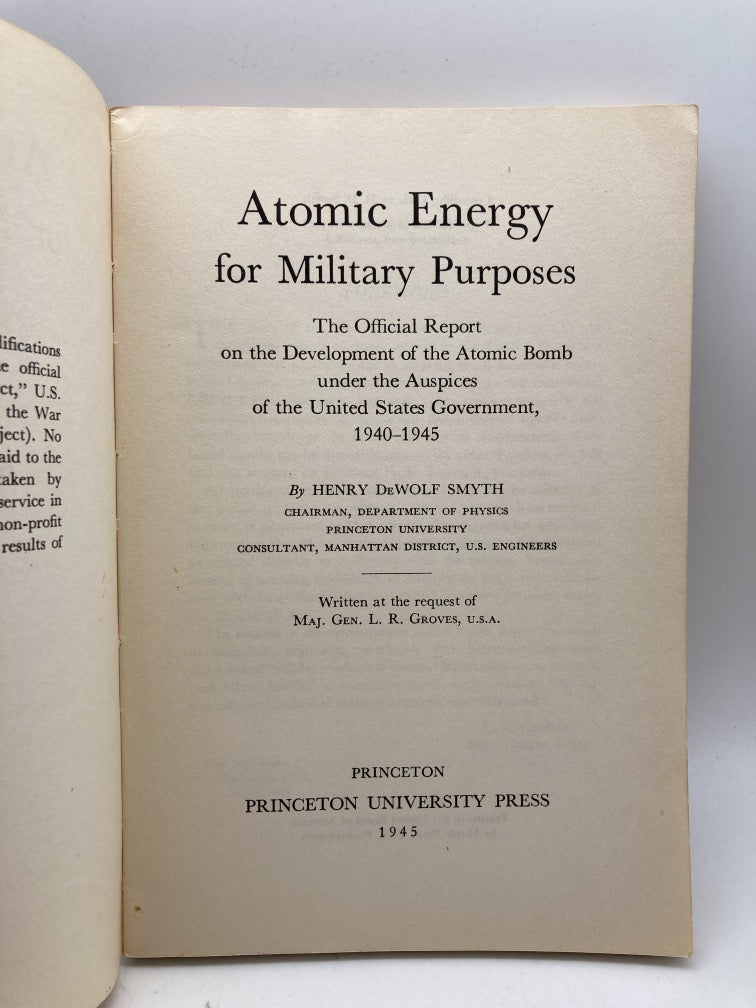 lifications
e official
ct," U.S.
the War
ject). No
aid to the
taken by
service in
non-profit
results of
Atomic Energy
for Military Purposes
The Official Report
on the Development of the Atomic Bomb
under the Auspices
of the United States Government,
1940–1945
By HENRY DEWOLF SMYTH
CHAIRMAN, DEPARTMENT OF PHYSICS
PRINCETON UNIVERSITY
CONSULTANT, MANHATTAN DISTRICT, U.S. ENGINEERS
Written at the request of
MAJ. GEN. L. R. GROVES, U.S.A.
PRINCETON
PRINCETON UNIVERSITY PRESS
1945